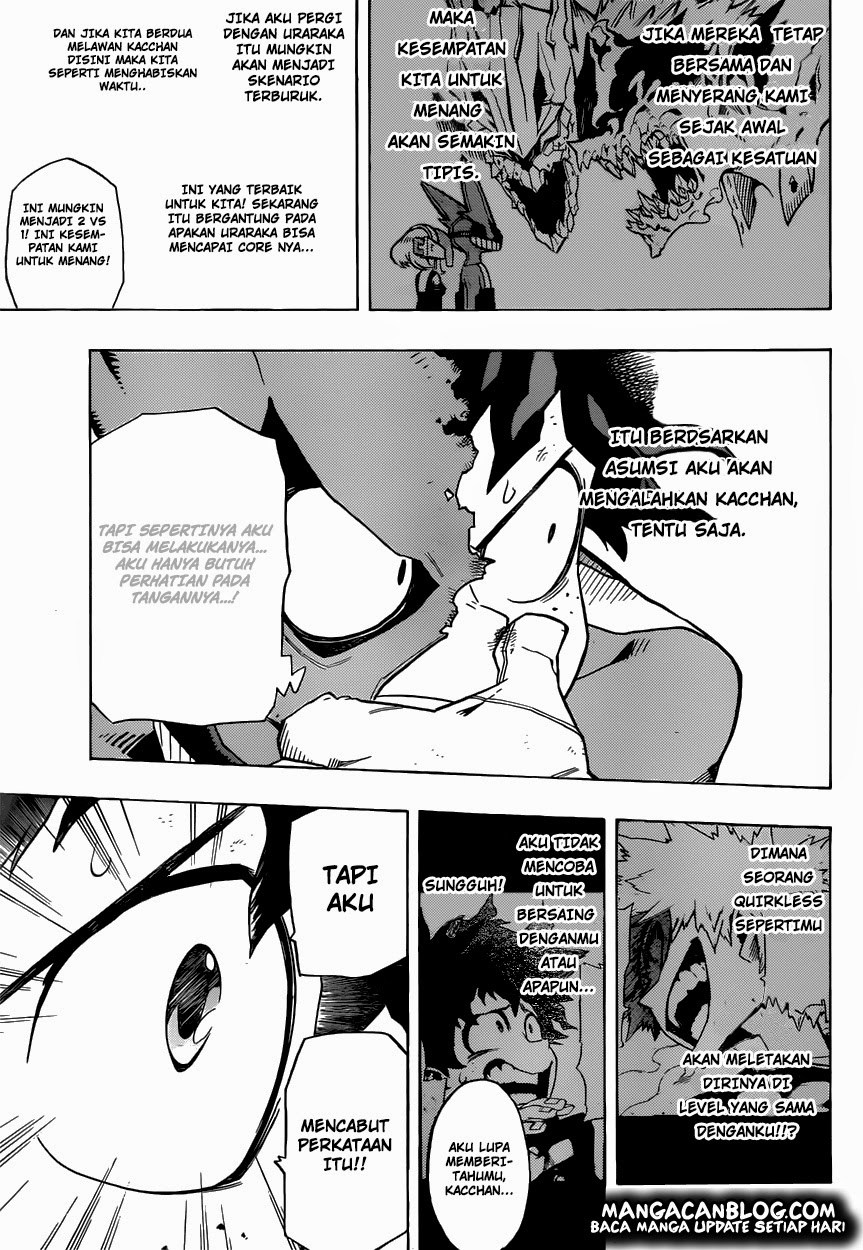 JIKA MEREKA TETAP
BERSAMA DAN
MENYERANG KAMI
SEJAK AWAL
SEBAGAI KESATUAN
MAKA
KESEMPATAN
KITA UNTUK
MENANG
AKAN SEMAKIN
TIPIS.
JIKA AKU PERGI
DENGAN URARAKA
ITU MUNGKIN
AKAN MENJADI
SKENARIO
TERBURUK.
DAN JIKA KITA BERDUA
MELAWAN KACCHAN
DISINI MAKA KITA
SEPERTI MENGHABISKAN
WAKTU..
INI YANG TERBAIK
UNTUK KITA! SEKARANG
ITU BERGANTUNG PADA
APAKAN URARAKA BISA
MENCAPAI CORE NYA...
INI MUNGKIN
MENJADI 2 VS
1! INI KESEM-
PATAN KAMI
UNTUK MENANG!
ITU BERDSARKAN
ASUMSI AKU AKAN
MENGALAHKAN KACCHAN,
TENTU SAJA.
TAPI SEPERTINYA AKU
BISA MELAKUKANYA...
AKU HANYA BUTUH
PERHATIAN PADA
TANGANNYA...!
DIMANA
SEORANG
QUIRKLESS
SEPERTIMU
AKAN MELETAKAN
DIRINYA DI
LEVEL YANG SAMA
DENGANKU!!?
AKU TIDAK
MENCOBA
UNTUK
BERSAING
DENGANMU
ATAU
APAPUN...
SUNGGUH!
AKU LUPA
MEMBERI-
TAHUMU,
KACCHAN...
TAPI
AKU
MENCABUT
PERKATAAN
ITU!!
MANGACANBLOG.COM
BACA MANGA UPDATE SETIAP HARI